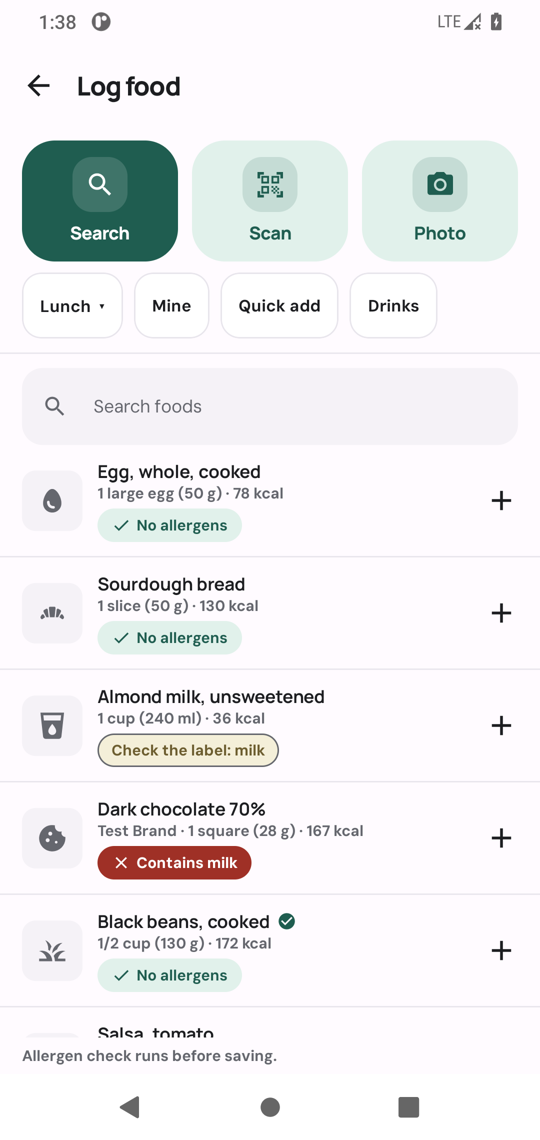 1:38
LTE
Log food
Search
Scan
Photo
Lunch ▾
Mine
Quick add
Drinks
Search foods
Egg, whole, cooked
1 large egg (50 g) · 78 kcal
No allergens
Sourdough bread
1 slice (50 g) · 130 kcal
No allergens
Almond milk, unsweetened
1 cup (240 ml) · 36 kcal
Check the label: milk
Dark chocolate 70%
Test Brand · 1 square (28 g) · 167 kcal
Contains milk
Black beans, cooked
1/2 cup (130 g) · 172 kcal
No allergens
Salsa, tomato
Allergen check runs before saving.